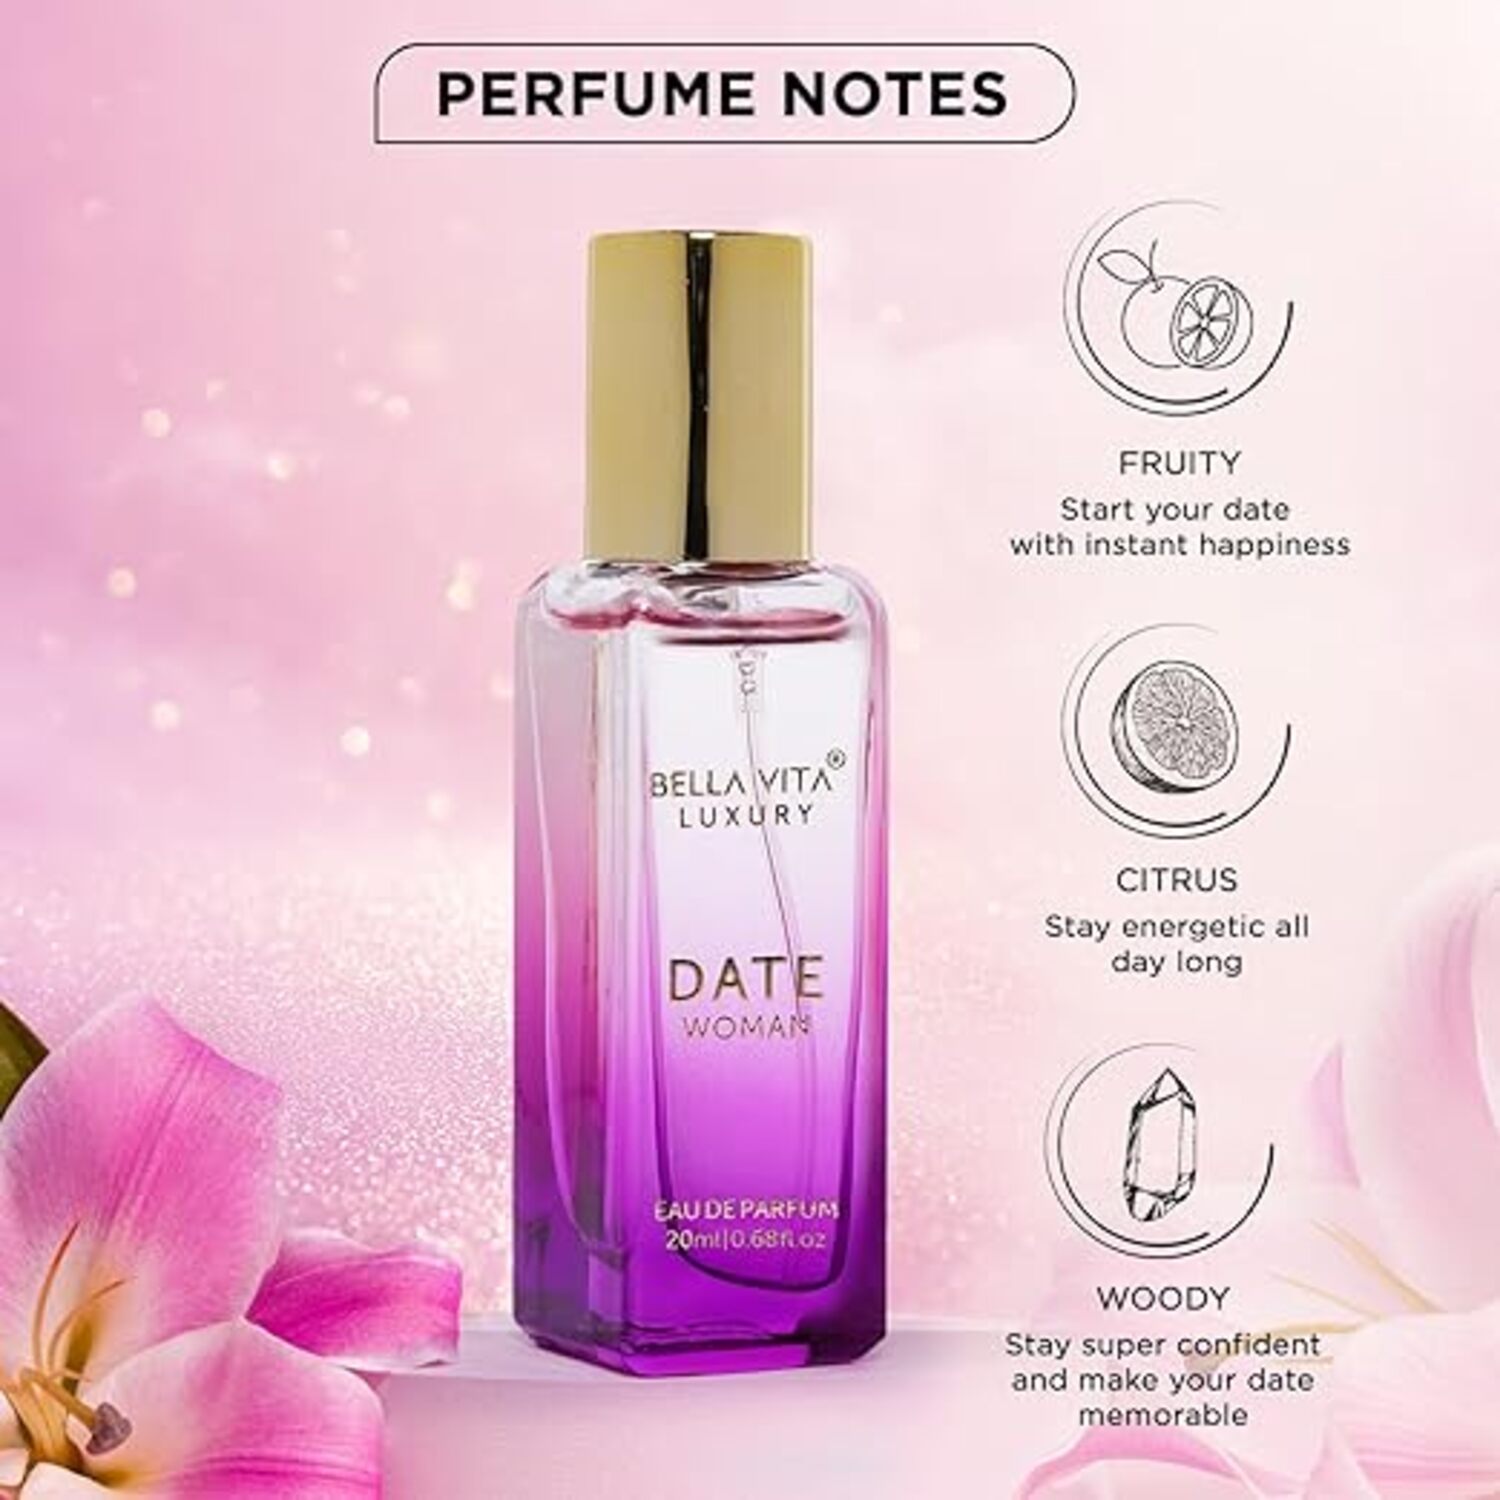 PERFUME NOTES
BELLA VITA®
LUXURY
DATE
WOMAN
EAU DE PARFUM
20ml|0.68fl.oz
FRUITY
Start your date
with instant happiness
CITRUS
Stay energetic all
day long
WOODY
Stay super confident
and make your date
memorable